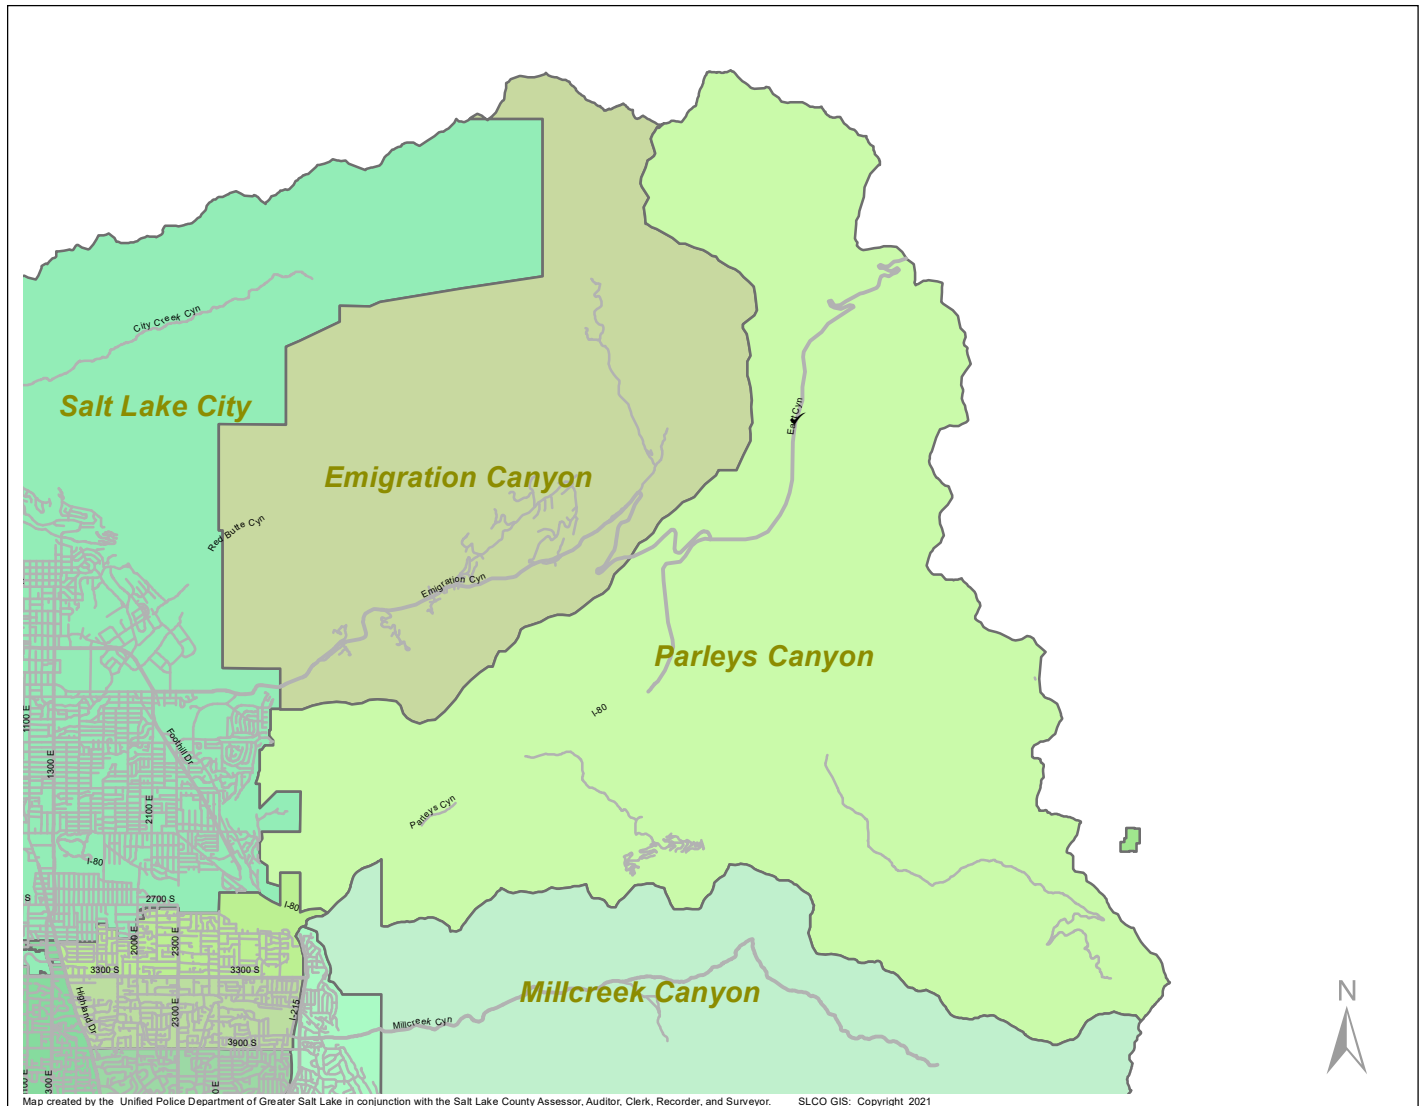 City Creek Cyn
Salt Lake City
East Cyn
Emigration Canyon
Red Butte Cyn
Emigration Cyn
Parleys Canyon
I-80
1100 E
Foothill Dr
1300 E
2100 E
Parleys Cyn
I-80
S
2700 S
I-80
2000 E
2300 E
3300 S
3300 S
Millcreek Canyon
N
Highland Dr
2300 E
I-215
Millcreek Cyn
3900 S
Map created by the Unified Police Department of Greater Salt Lake in conjunction with the Salt Lake County Assessor, Auditor, Clerk, Recorder, and Surveyor. SLCO GIS: Copyright 2021